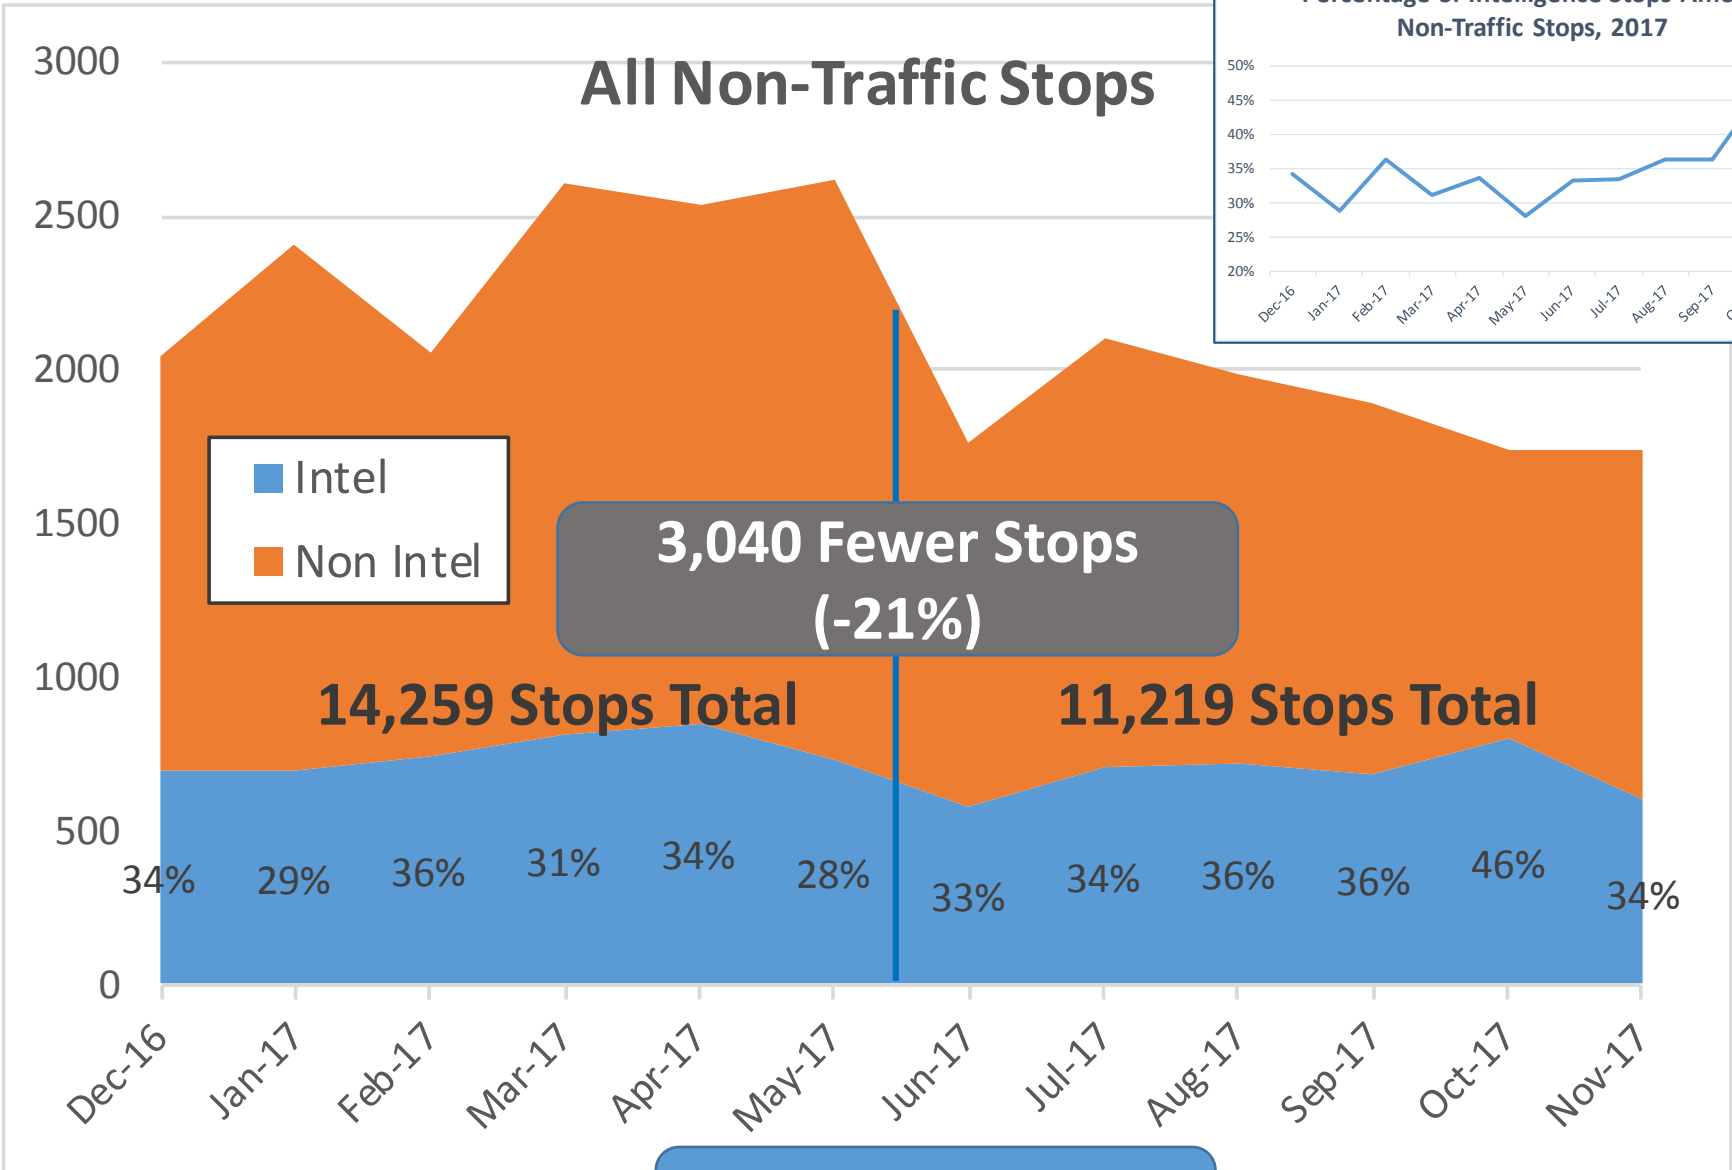 Non-Traffic Stops, 2017
50%
45%
40%
35%
30%
25%
20%
Dec-16
Jan-17
Feb-17
Mar-17
Apr-17
May-17
Jun-17
Jul-17
Aug-17
Sep-17
All Non-Traffic Stops
3000
2500
2000
1500
1000
500
0
Intel
Non Intel
3,040 Fewer Stops
(-21%)
14,259 Stops Total
11,219 Stops Total
34%
29%
36%
31%
34%
28%
33%
34%
36%
36%
46%
34%
Dec-16
Jan-17
Feb-17
Mar-17
Apr-17
May-17
Jun-17
Jul-17
Aug-17
Sep-17
Oct-17
Nov-17